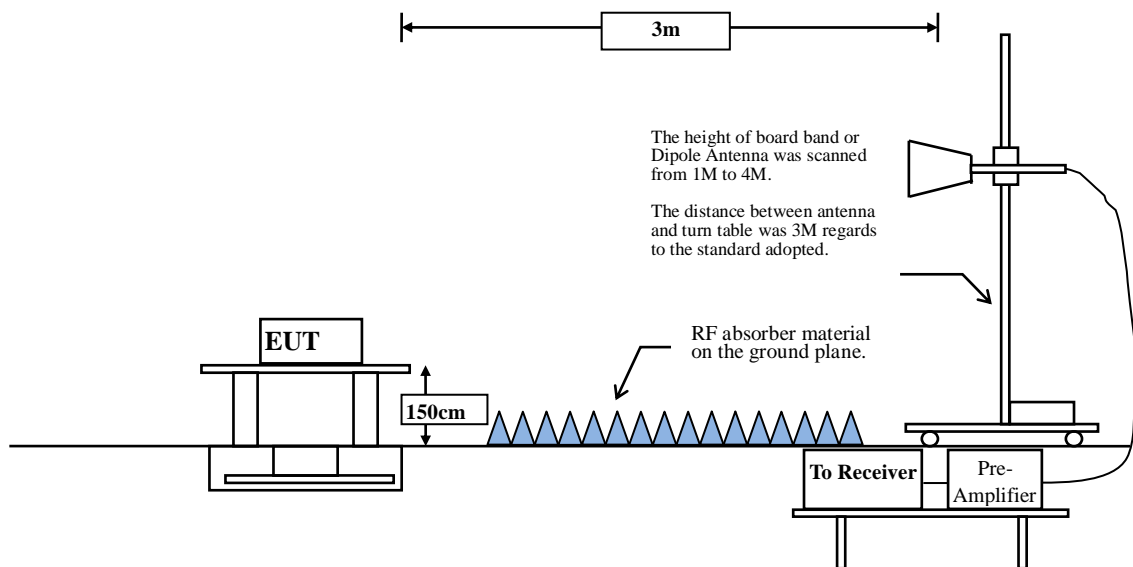 3m
The height of board band or
Dipole Antenna was scanned
from 1M to 4M.
The distance between antenna
and turn table was 3M regards
to the standard adopted.
EUT
RF absorber material
on the ground plane.
150cm
To Receiver
Pre-
Amplifier